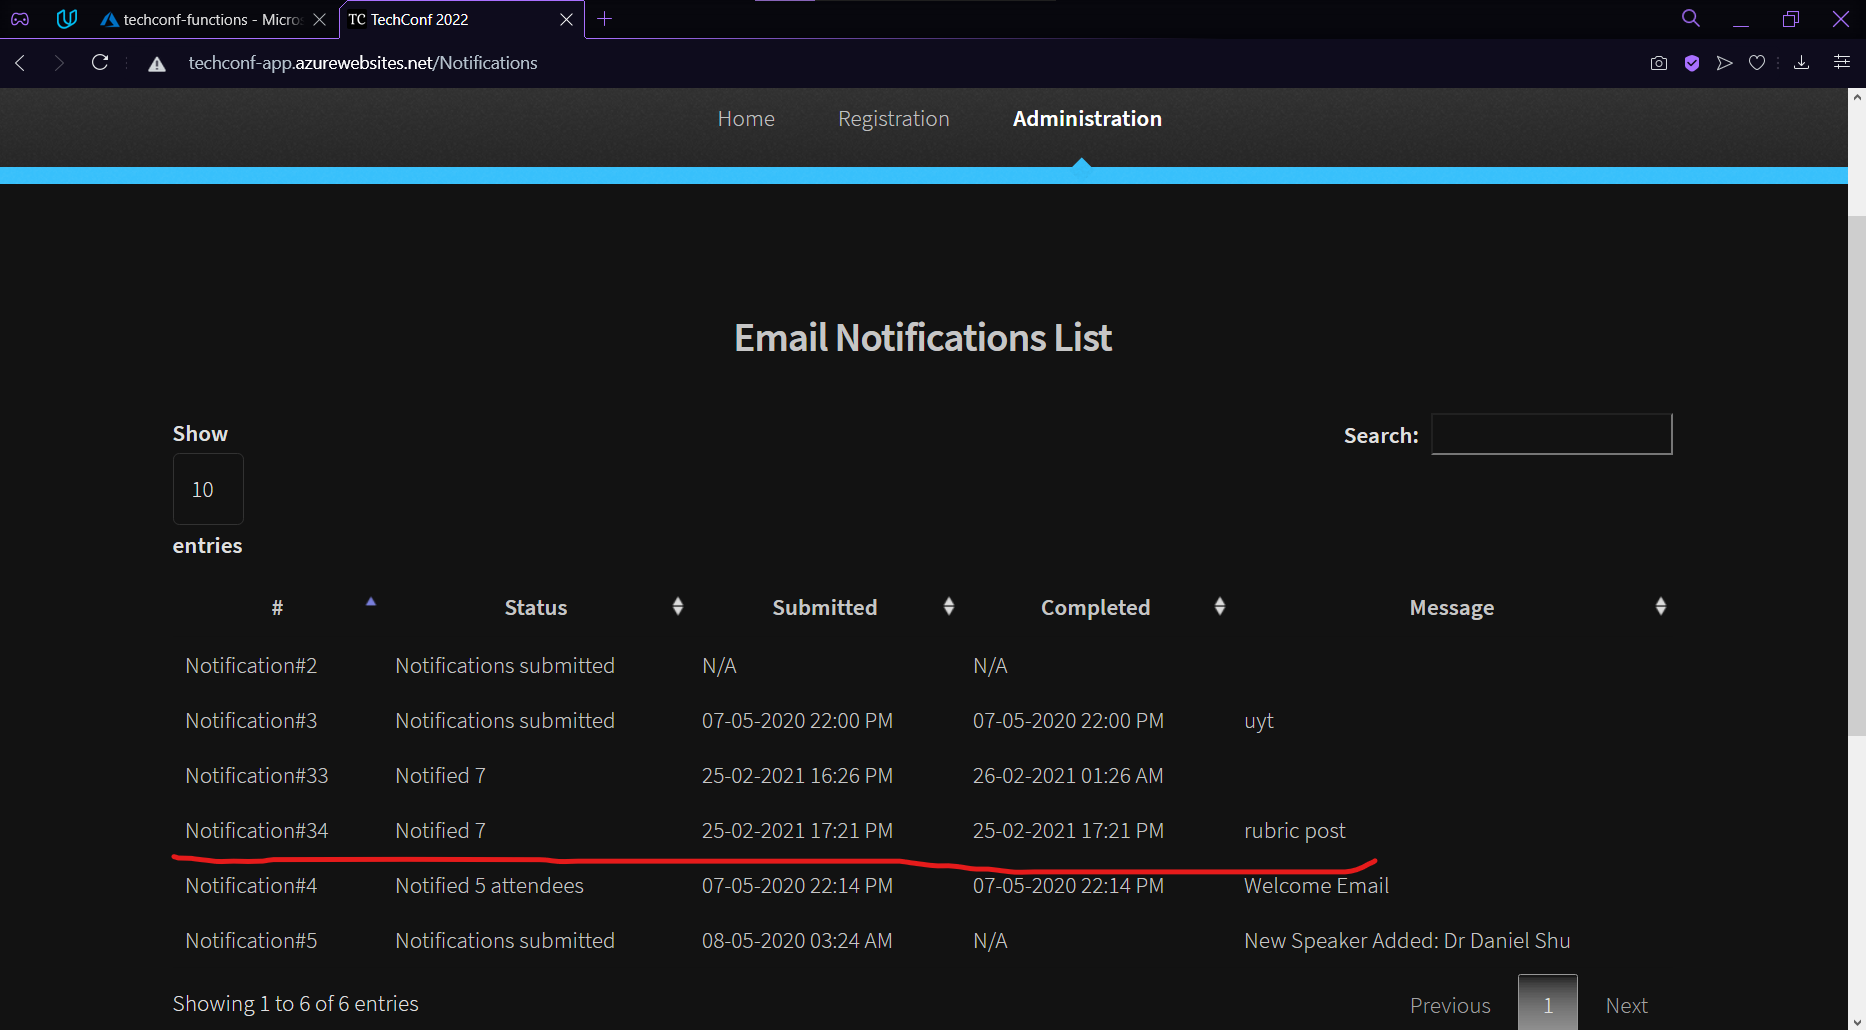 techconf-functions - Micros
TC TechConf 2022
techconf-app.azurewebsites.net/Notifications
Home Registration Administration
Email Notifications List
Show
Search:
10
entries
# Status Submitted Completed Message
Notification#2 Notifications submitted N/A N/A
Notification#3 Notifications submitted 07-05-2020 22:00 PM 07-05-2020 22:00 PM uyt
Notification#33 Notified 7 25-02-2021 16:26 PM 26-02-2021 01:26 AM
Notification#34 Notified 7 25-02-2021 17:21 PM 25-02-2021 17:21 PM rubric post
Notification#4 Notified 5 attendees 07-05-2020 22:14 PM 07-05-2020 22:14 PM Welcome Email
Notification#5 Notifications submitted 08-05-2020 03:24 AM N/A New Speaker Added: Dr Daniel Shu
Showing 1 to 6 of 6 entries
Previous 1 Next